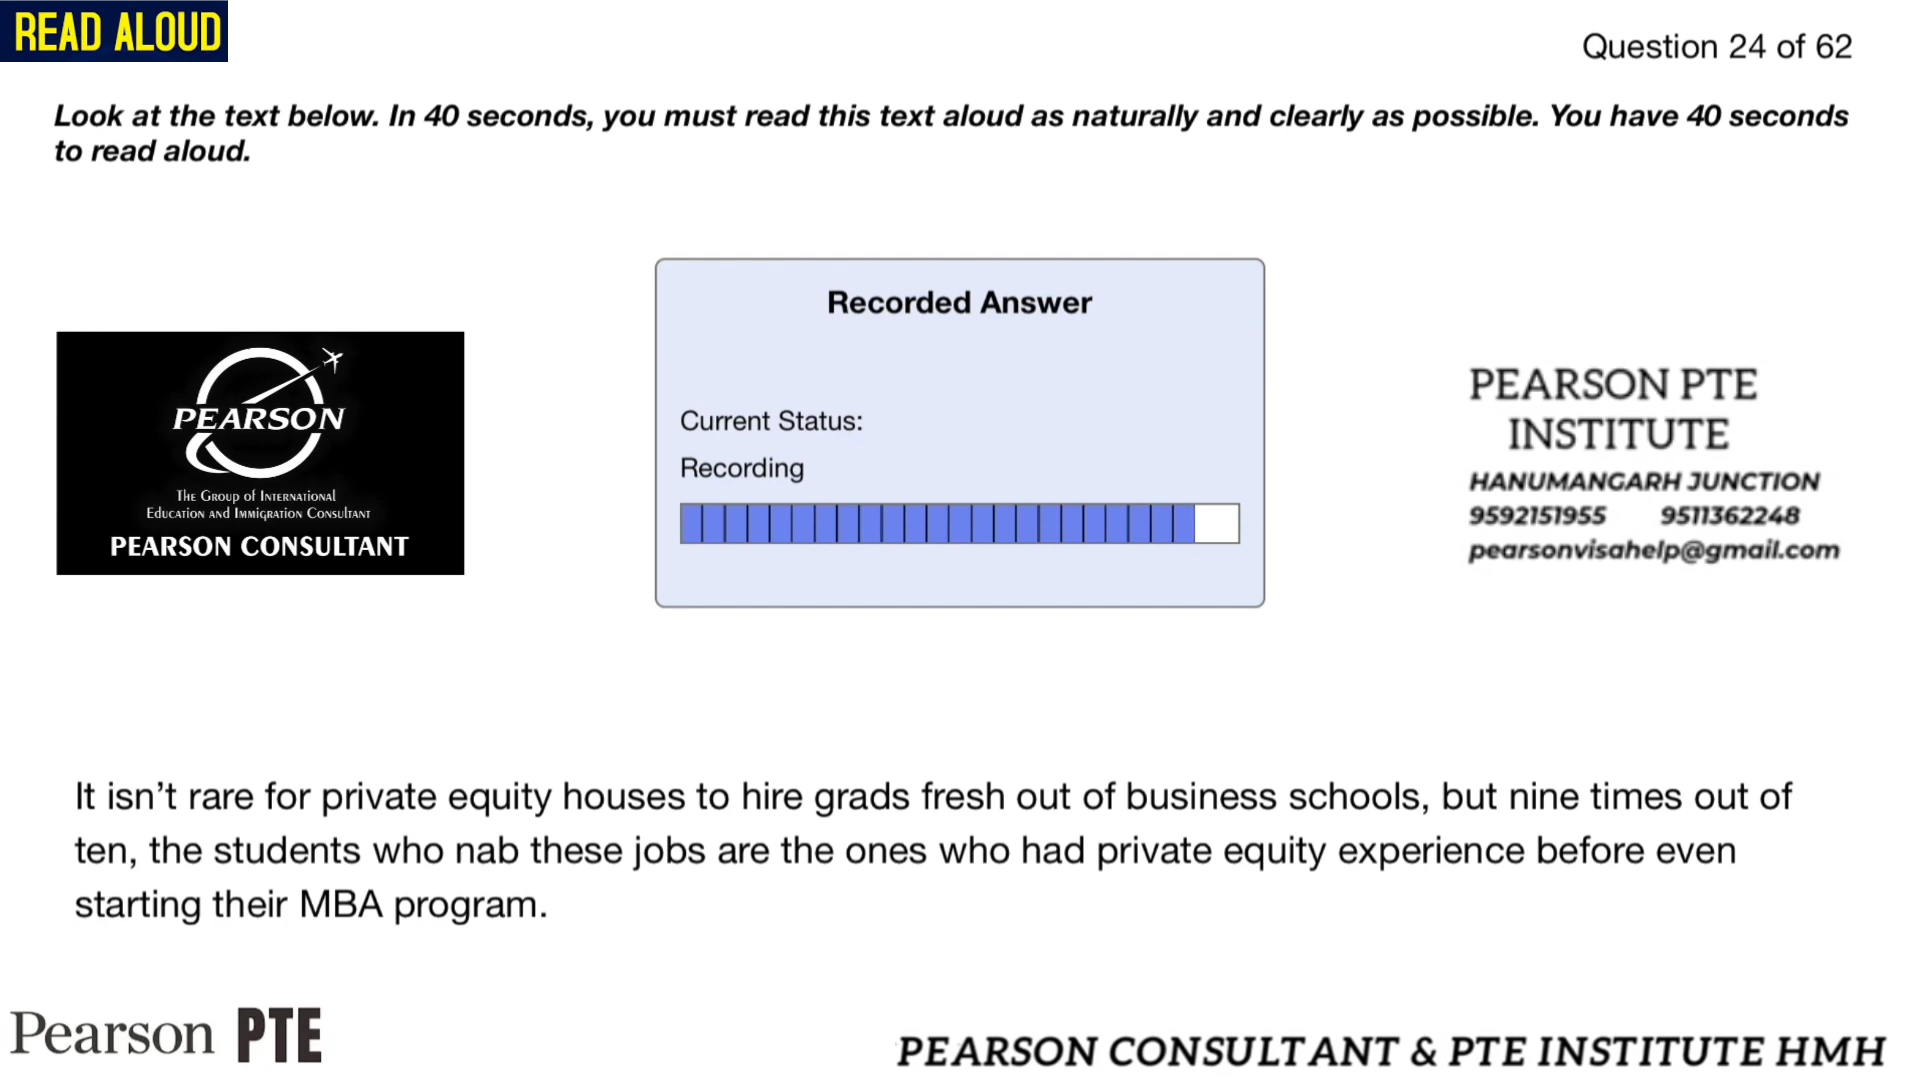 READ ALOUD
Question 24 of 62
Look at the text below. In 40 seconds, you must read this text aloud as naturally and clearly as possible. You have 40 seconds
to read aloud.
Recorded Answer
Current Status:
Recording
PEARSON
The Group of International
Education and Immigration Consultant
PEARSON CONSULTANT
PEARSON PTE
INSTITUTE
HANUMANGARH JUNCTION
9592151955 9511362248
pearsonvisahelp@gmail.com
It isn’t rare for private equity houses to hire grads fresh out of business schools, but nine times out of
ten, the students who nab these jobs are the ones who had private equity experience before even
starting their MBA program.
Pearson PTE
PEARSON CONSULTANT & PTE INSTITUTE HMH